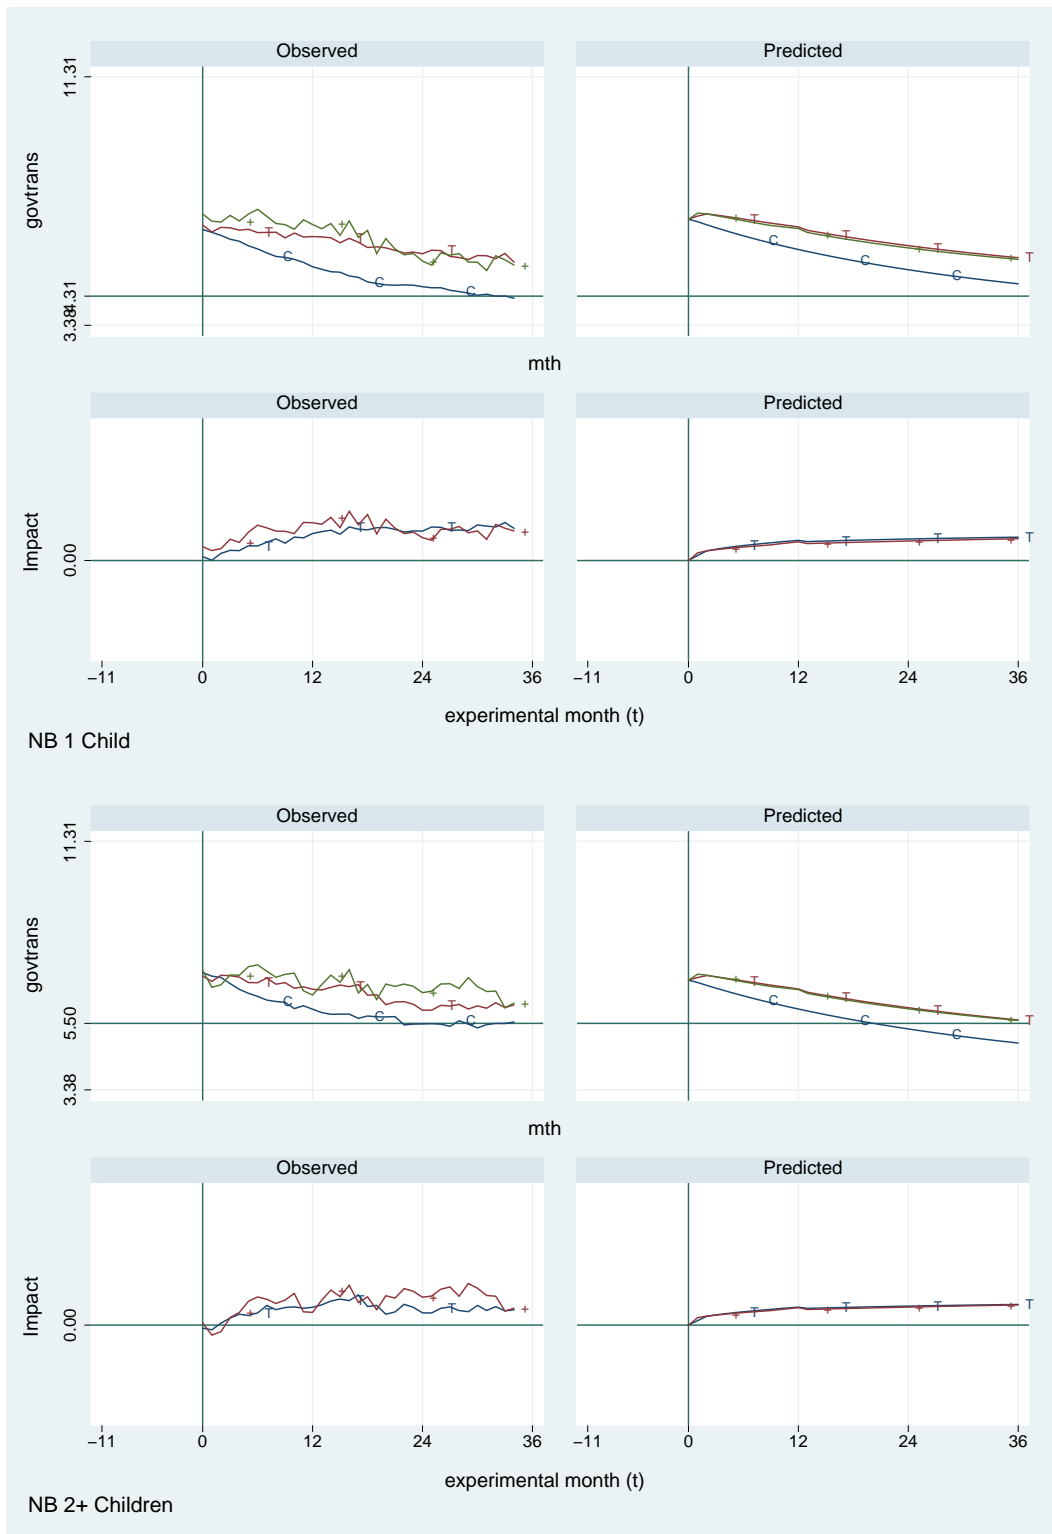 Observed Predicted
11.31
govtrans
4.31
3.38
C C C T T T + + + +
C C C T T T T + + + +
mth
Observed Predicted
Impact
0.00
T T T + + + +
T T T T + + + +
−11 0 12 24 36 −11 0 12 24 36
experimental month (t)
NB 1 Child
Observed Predicted
11.31
govtrans
5.50
3.38
C C C T T T + + + +
C C C T T T T + + + +
mth
Observed Predicted
Impact
0.00
T T T + + + +
T T T T + + + +
−11 0 12 24 36 −11 0 12 24 36
experimental month (t)
NB 2+ Children